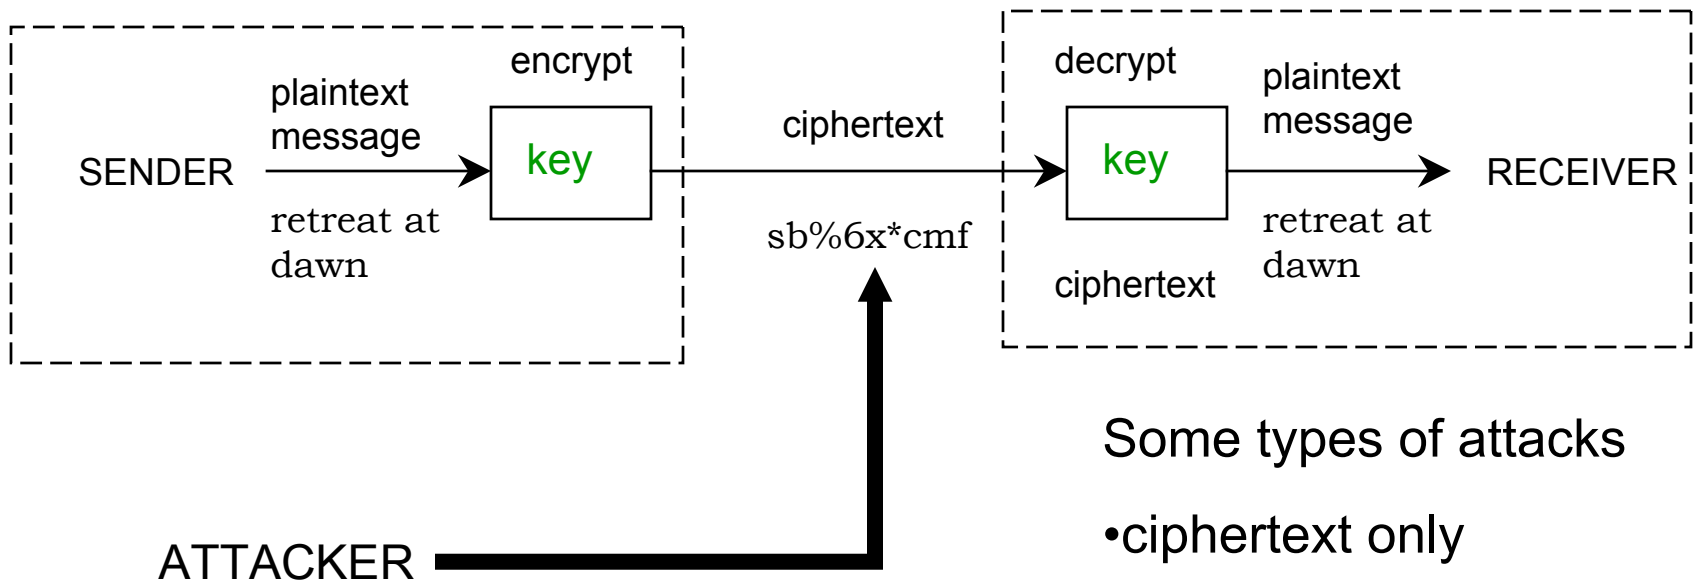 encrypt
plaintext
message
key
SENDER
retreat at
dawn
ciphertext
sb%6x*cmf
decrypt
plaintext
message
key
RECEIVER
retreat at
dawn
ciphertext
ATTACKER
Some types of attacks
•ciphertext only